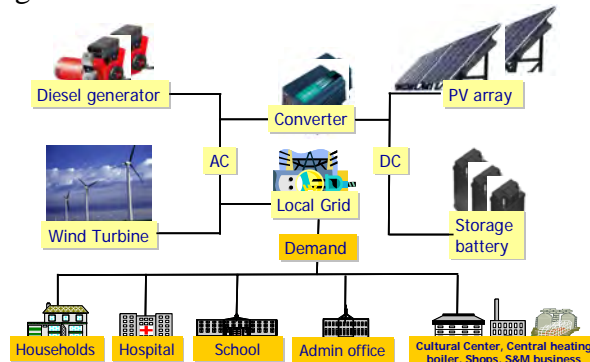 g
Diesel generator
Converter
PV array
AC
DC
Wind Turbine
Local Grid
Storage
battery
Demand
Households
Hospital
School
Admin office
Cultural Center, Central heating
boiler, Shops, S&M business